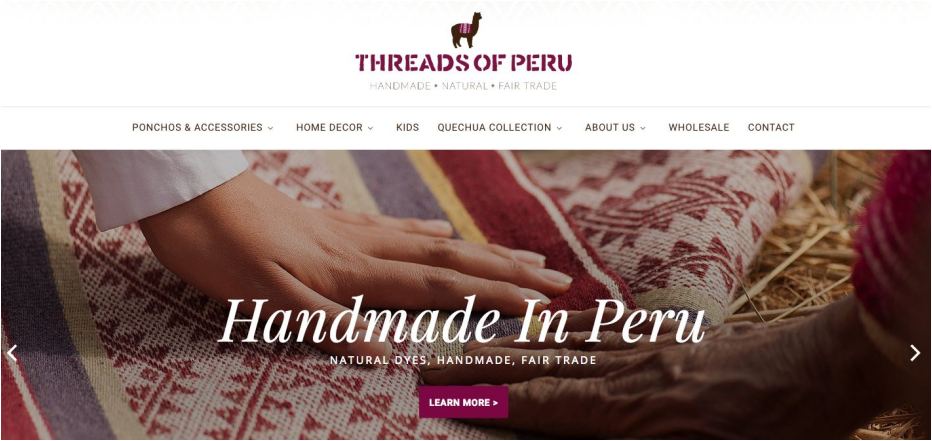 THREADS OF PERU
HANDMADE • NATURAL • FAIR TRADE
PONCHOS & ACCESSORIES HOME DECOR KIDS QUECHUA COLLECTION ABOUT US WHOLESALE CONTACT
Handmade In Peru
NATURAL DYES, HANDMADE, FAIR TRADE
LEARN MORE >